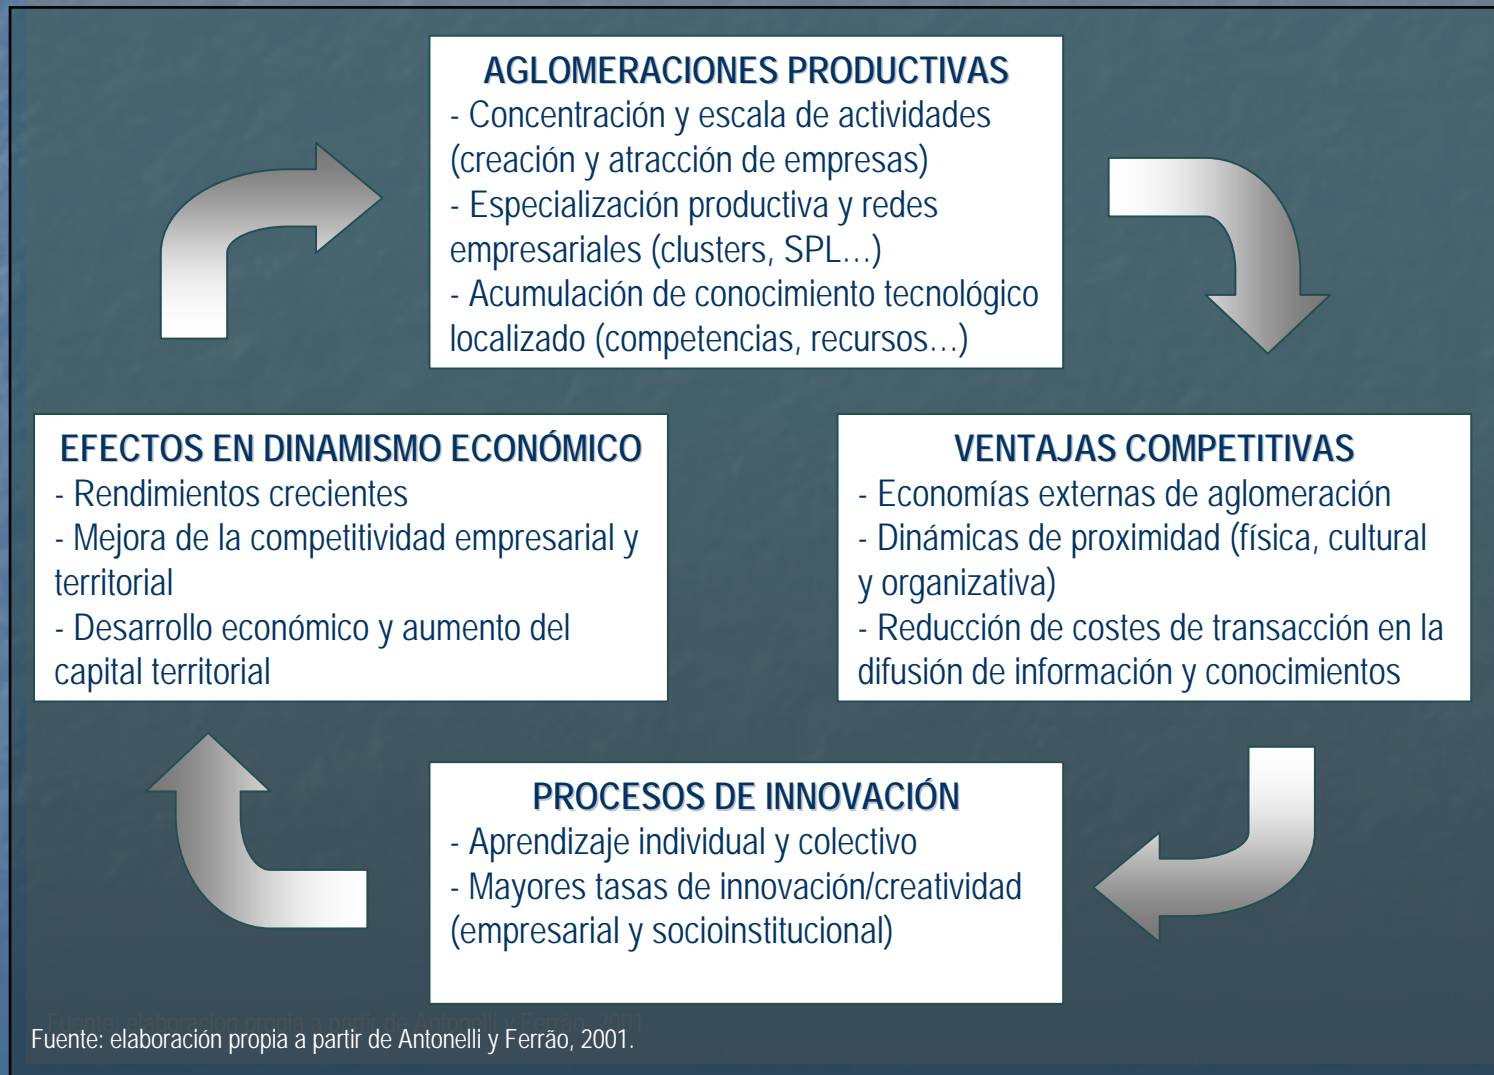 AGLOMERACIONES PRODUCTIVAS
- Concentración y escala de actividades
(creación y atracción de empresas)
- Especialización productiva y redes
empresariales (clusters, SPL…)
- Acumulación de conocimiento tecnológico
localizado (competencias, recursos…)
EFECTOS EN DINAMISMO ECONÓMICO
- Rendimientos crecientes
- Mejora de la competitividad empresarial y
territorial
- Desarrollo económico y aumento del
capital territorial
VENTAJAS COMPETITIVAS
- Economías externas de aglomeración
- Dinámicas de proximidad (física, cultural
y organizativa)
- Reducción de costes de transacción en la
difusión de información y conocimientos
PROCESOS DE INNOVACIÓN
- Aprendizaje individual y colectivo
- Mayores tasas de innovación/creatividad
(empresarial y socioinstitucional)
Fuente: elaboración propia a partir de Antonelli y Ferrão, 2001.